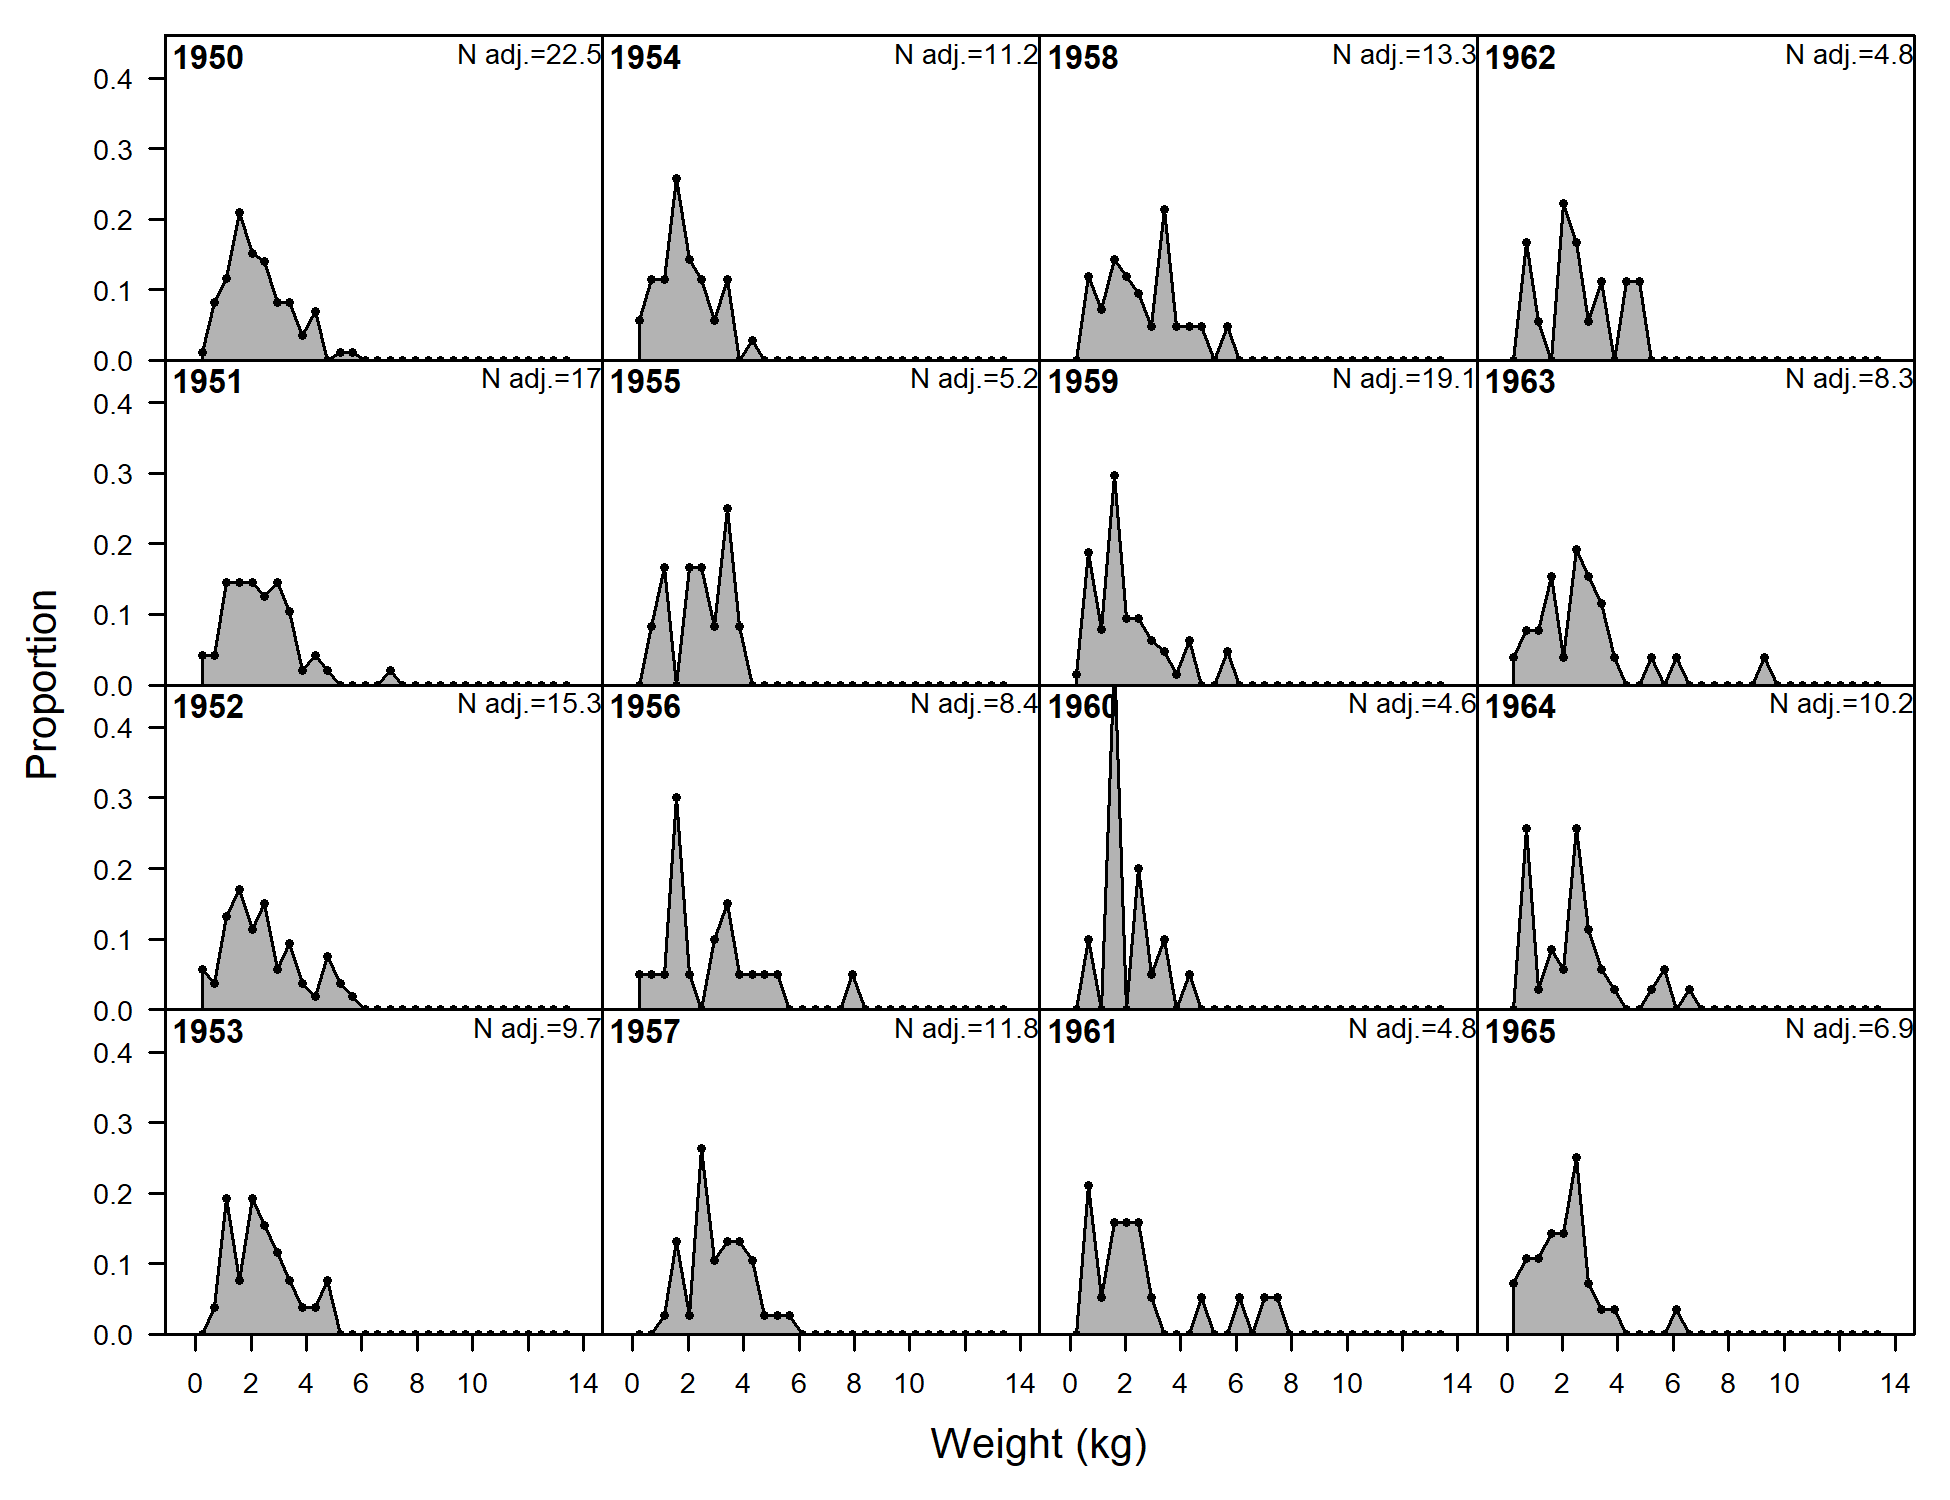 1950 N adj.=22.5 1954 N adj.=11.2 1958 N adj.=13.3 1962 N adj.=4.8
0.4
0.3
0.2
0.1
0.0
1951 N adj.=17 1955 N adj.=5.2 1959 N adj.=19.1 1963 N adj.=8.3
0.4
0.3
0.2
0.1
0.0
1952 N adj.=15.3 1956 N adj.=8.4 1960 N adj.=4.6 1964 N adj.=10.2
0.4
0.3
0.2
0.1
0.0
1953 N adj.=9.7 1957 N adj.=11.8 1961 N adj.=4.8 1965 N adj.=6.9
0.4
0.3
0.2
0.1
0.0
Proportion
0 2 4 6 8 10 14 0 2 4 6 8 10 14 0 2 4 6 8 10 14 0 2 4 6 8 10 14
Weight (kg)